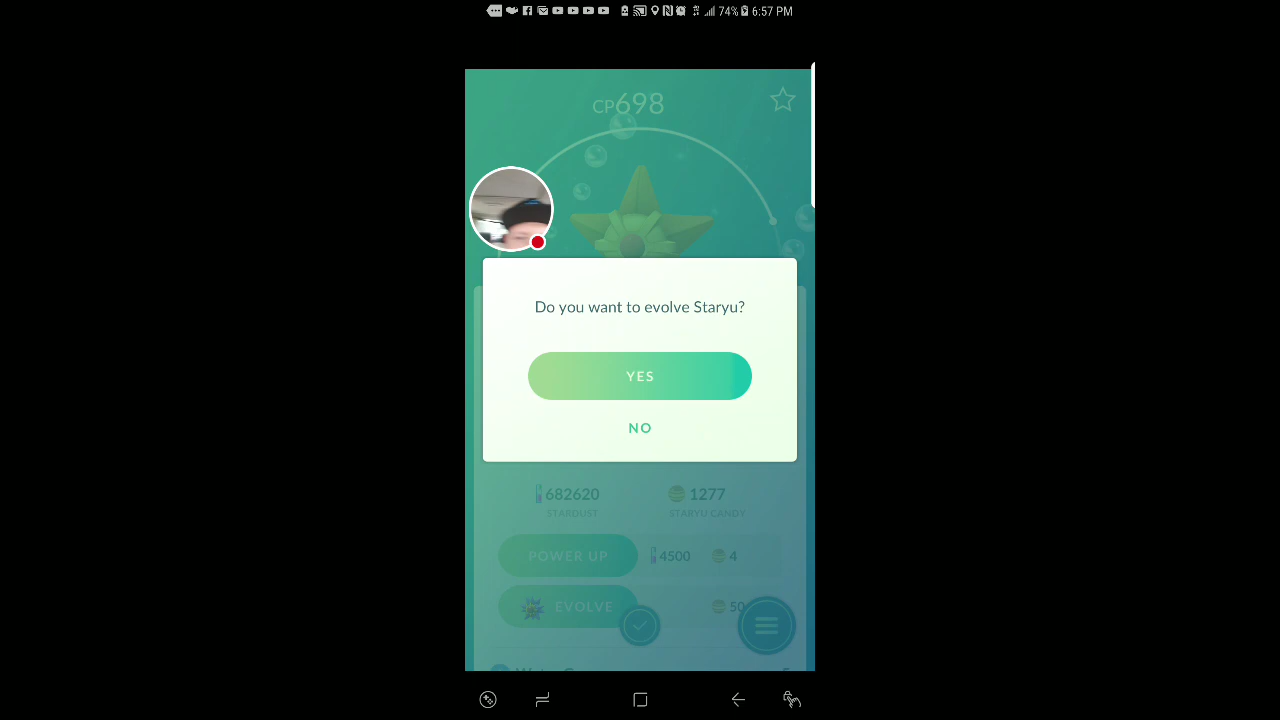 74% 6:57 PM
CP698
Do you want to evolve Staryu?
YES
NO
682620 1277
STARDUST STARYU CANDY
POWER UP 4500 4
EVOLVE 50